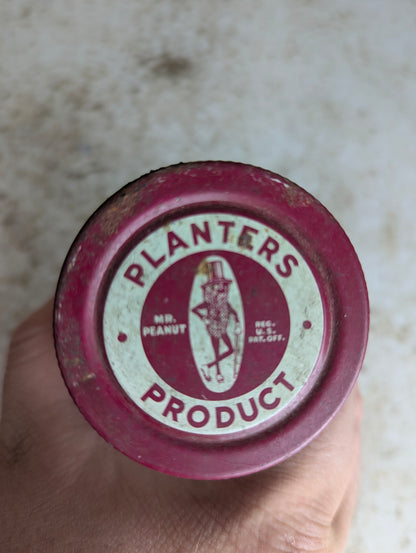 PLANTERS
MR.
PEANUT
REG.
U.S.
PAT. OFF.
PRODUCT